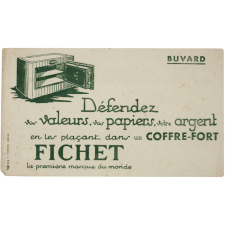 BUVARD
Défendez
vos valeurs, vos papiers, votre argent
en les plaçant dans un COFFRE-FORT
FICHET
la première marque du monde